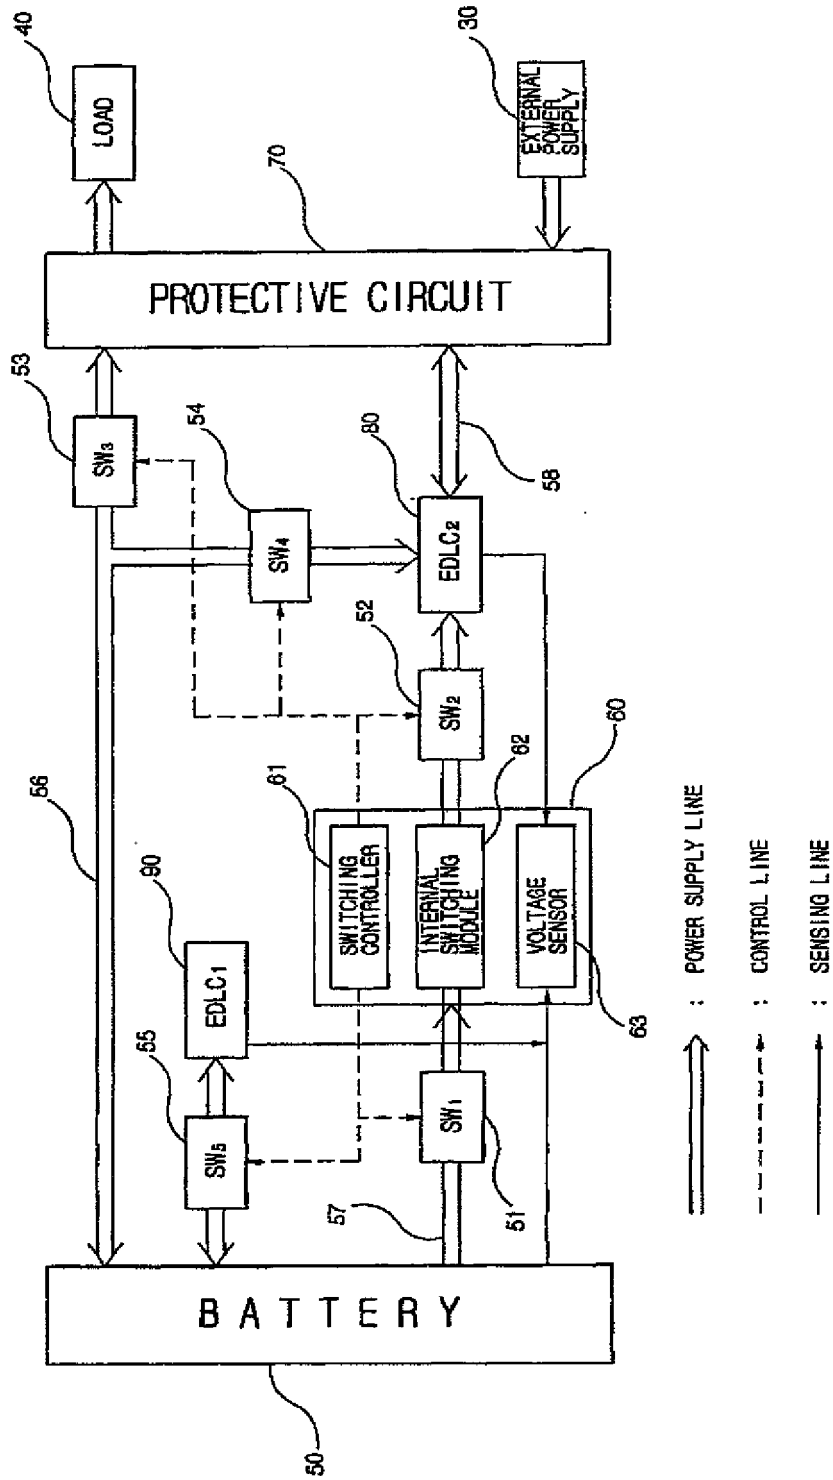 40
LOAD
30
EXTERNAL
POWER
SUPPLY
70
PROTECTIVE CIRCUIT
53
SW3
54
SW4
80
EDLC2
58
52
SW2
56
90
EDLC1
55
SW5
61
SWITCHING
CONTROLLER
62
INTERNAL
SWITCHING
MODULE
60
VOLTAGE
SENSOR
63
57
SW1
51
BATTERY
50
: POWER SUPPLY LINE
: CONTROL LINE
: SENSING LINE